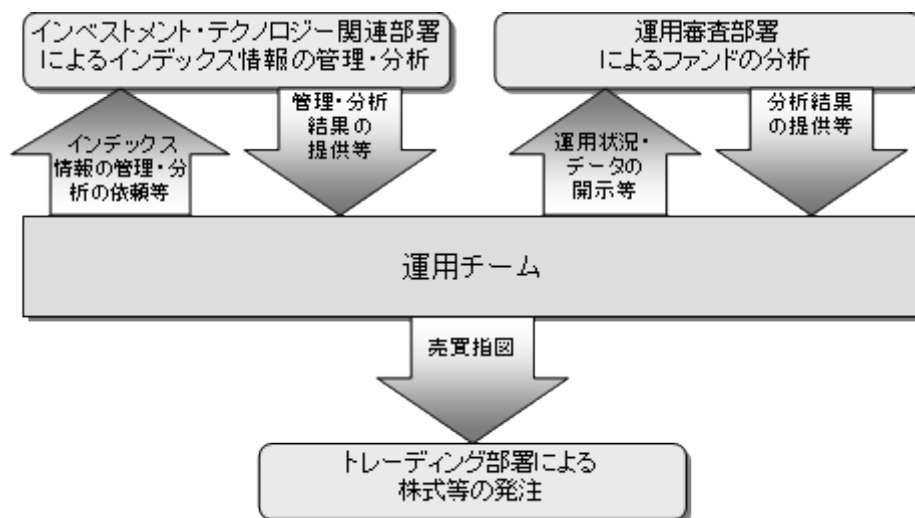 インベストメント・テクノロジー関連部署
によるインデックス情報の管理・分析
運用審査部署
によるファンドの分析
インデックス
情報の管理・分
析の依頼等
管理・分析
結果の
提供等
運用状況・
データの
開示等
分析結果
の提供等
運用チーム
売買指図
トレーディング部署による
株式等の発注